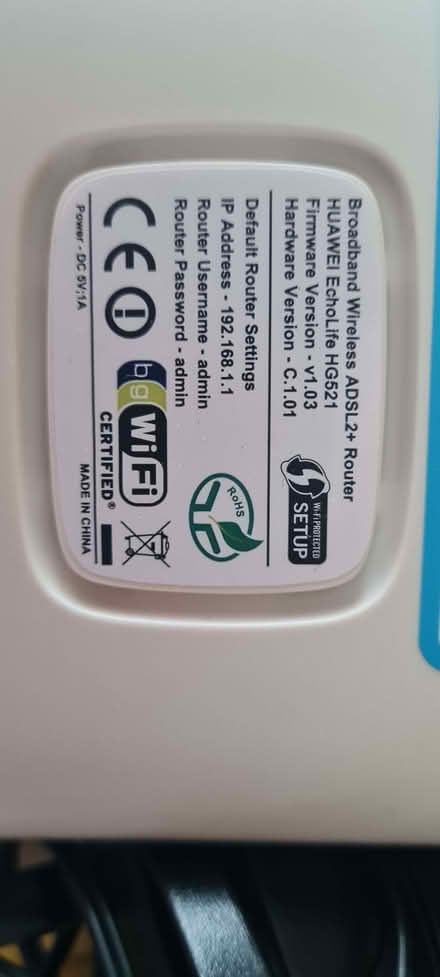 Broadband Wireless ADSL2+ Router
HUAWEI EchoLife HG521
Firmware Version - v1.03
Hardware Version - C.1.01
Wi-Fi PROTECTED
SETUP
Default Router Settings
IP Address - 192.168.1.1
Router Username - admin
Router Password - admin
RoHS
CE
bg
WiFi
CERTIFIED®
Power - DC 5V;1A
MADE IN CHINA